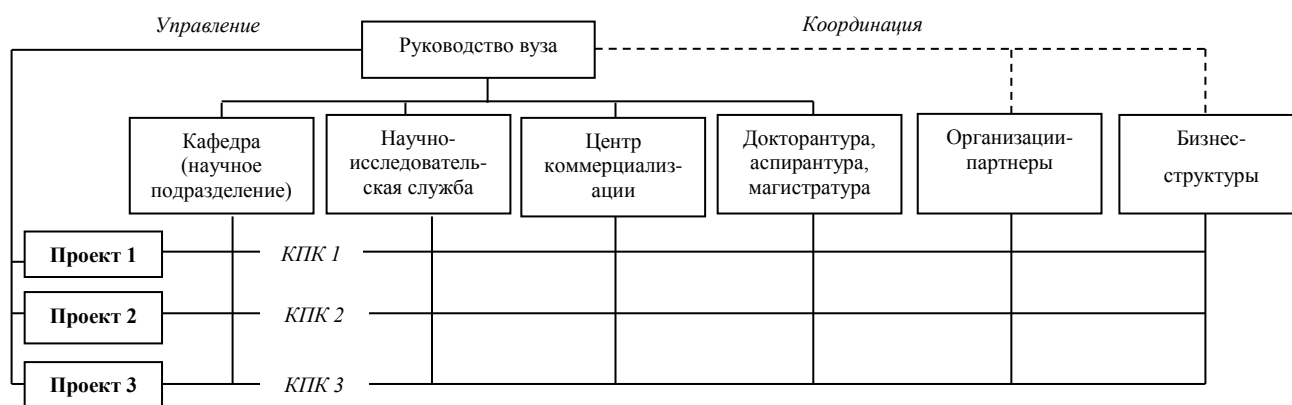 Управление
Координация
Руководство вуза
Кафедра
(научное
подразделение)
Научно-
исследователь-
ская служба
Центр
коммерциализ-
ации
Докторантура,
аспирантура,
магистратура
Организации-
партнеры
Бизнес-
структуры
Проект 1
КПК 1
Проект 2
КПК 2
Проект 3
КПК 3